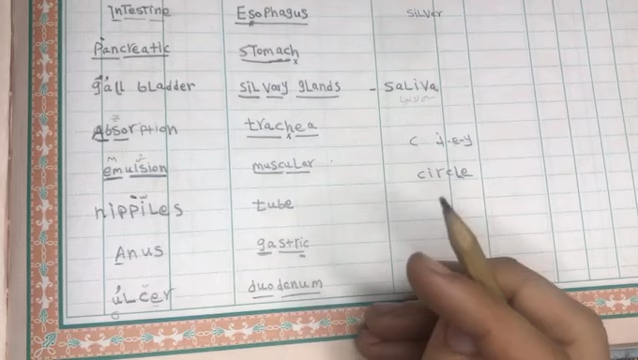 Intestine Esophagus SiLver
Pancreatic stomach
gall bladder silvary glands - SaLiVa
Absorption trachea
emulsion muscular circle
nippiles tube
Anus gastric
uLcer duodenum